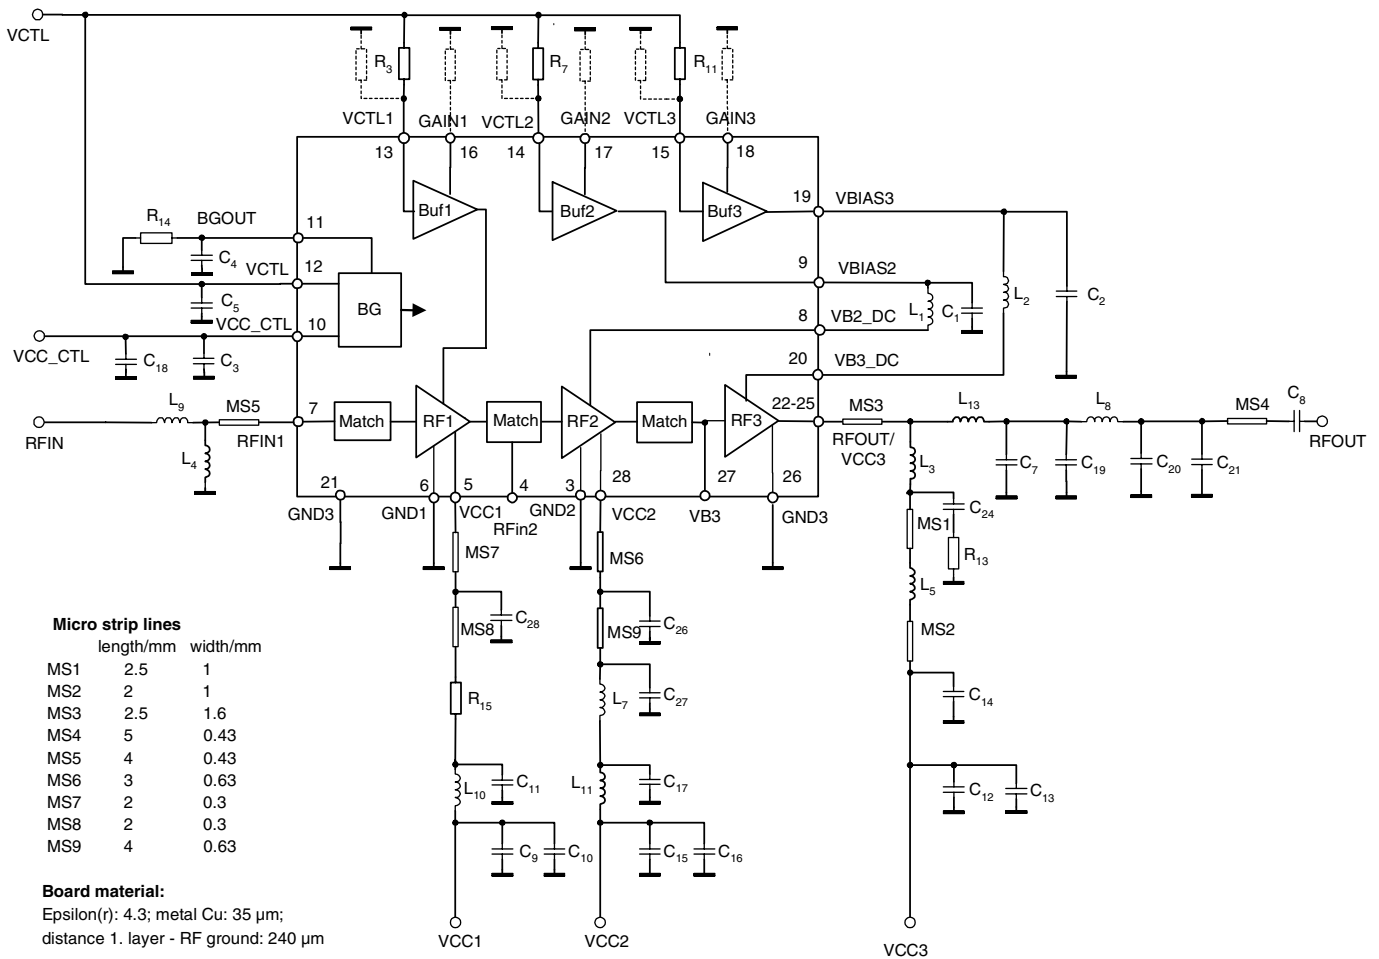 VCTL
R3
R7
R11
VCTL1
GAIN1
VCTL2
GAIN2
VCTL3
GAIN3
13
16
14
17
15
18
Buf1
Buf2
Buf3
19
VBIAS3
R14
BGOUT
11
C4
VCTL
12
9
VBIAS2
C5
BG
L1
C1
L2
C2
VCC_CTL
10
8
VB2_DC
VCC_CTL
C18
C3
20
VB3_DC
L9
MS5
7
Match
RF1
Match
RF2
Match
RF3
22-25
MS3
L13
L8
MS4
C8
RFIN
RFIN1
RFOUT/
VCC3
RFOUT
L4
L3
C7
C19
C20
C21
21
6
5
4
3
28
27
26
GND3
GND1
VCC1
RFin2
GND2
VCC2
VB3
GND3
MS7
MS6
MS1
C24
R13
L5
MS8
C28
MS9
C26
MS2
R15
L7
C27
C14
L10
C11
L11
C17
C12
C13
C9
C10
C15
C16
VCC1
VCC2
VCC3
Micro strip lines
length/mm width/mm
MS1 2.5 1
MS2 2 1
MS3 2.5 1.6
MS4 5 0.43
MS5 4 0.43
MS6 3 0.63
MS7 2 0.3
MS8 2 0.3
MS9 4 0.63
Board material:
Epsilon(r): 4.3; metal Cu: 35 µm;
distance 1. layer - RF ground: 240 µm